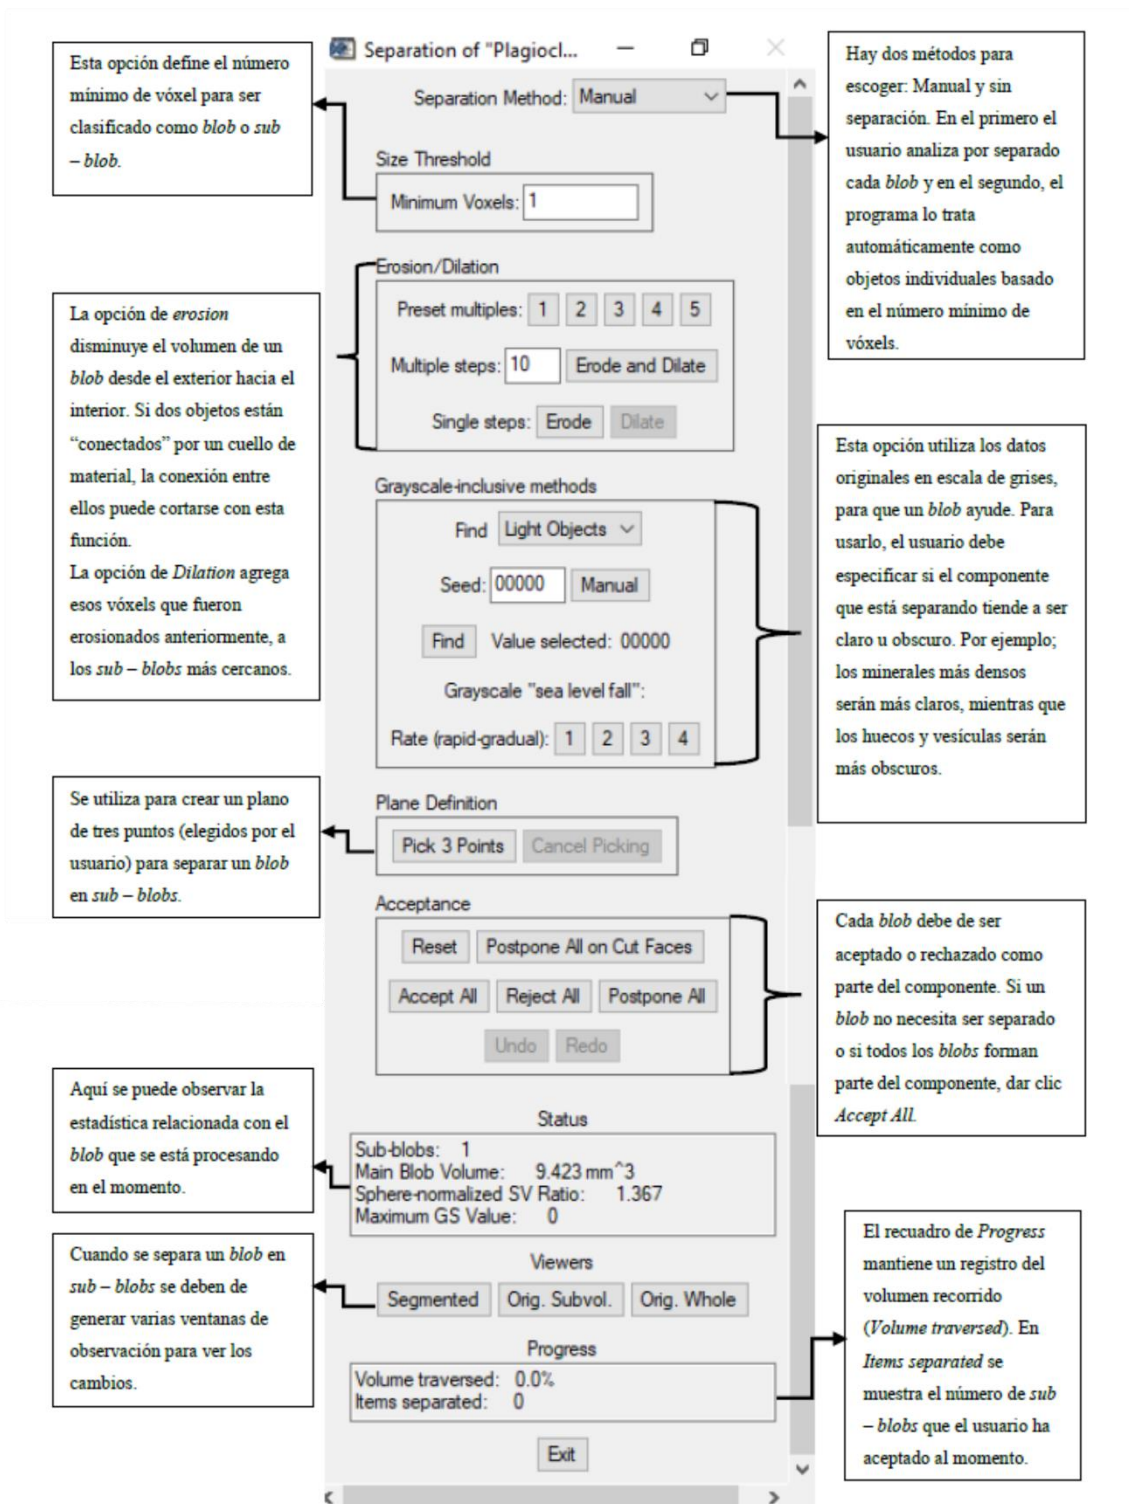 Esta opción define el número
mínimo de vóxel para ser
clasificado como blob o sub
– blob.
Separation of "Plagiocl...
Separation Method: Manual
Hay dos métodos para
escoger: Manual y sin
separación. En el primero el
usuario analiza por separado
cada blob y en el segundo, el
programa lo trata
automáticamente como
objetos individuales basado
en el número mínimo de
vóxels.
Size Threshold
Minimum Voxels: 1
La opción de erosion
disminuye el volumen de un
blob desde el exterior hacia el
interior. Si dos objetos están
“conectados” por un cuello de
material, la conexión entre
ellos puede cortarse con esta
función.
La opción de Dilation agrega
esos vóxels que fueron
erosionados anteriormente, a
los sub – blobs más cercanos.
Erosion/Dilation
Preset multiples: 1 2 3 4 5
Multiple steps: 10 Erode and Dilate
Single steps: Erode Dilate
Grayscale-inclusive methods
Find Light Objects
Seed: 00000 Manual
Find Value selected: 00000
Grayscale "sea level fall":
Rate (rapid-gradual): 1 2 3 4
Esta opción utiliza los datos
originales en escala de grises,
para que un blob ayude. Para
usarlo, el usuario debe
especificar si el componente
que está separando tiende a ser
claro u obscuro. Por ejemplo;
los minerales más densos
serán más claros, mientras que
los huecos y vesículas serán
más obscuros.
Se utiliza para crear un plano
de tres puntos (elegidos por el
usuario) para separar un blob
en sub – blobs.
Plane Definition
Pick 3 Points Cancel Picking
Acceptance
Reset Postpone All on Cut Faces
Accept All Reject All Postpone All
Undo Redo
Cada blob debe de ser
aceptado o rechazado como
parte del componente. Si un
blob no necesita ser separado
o si todos los blobs forman
parte del componente, dar clic
Accept All.
Aquí se puede observar la
estadística relacionada con el
blob que se está procesando
en el momento.
Status
Sub-blobs: 1
Main Blob Volume: 9.423 mm^3
Sphere-normalized SV Ratio: 1.367
Maximum GS Value: 0
Cuando se separa un blob en
sub – blobs se deben de
generar varias ventanas de
observación para ver los
cambios.
Viewers
Segmented Orig. Subvol. Orig. Whole
Progress
Volume traversed: 0.0%
Items separated: 0
Exit
El recuadro de Progress
mantiene un registro del
volumen recorrido
(Volume traversed). En
Items separated se
muestra el número de sub
– blobs que el usuario ha
aceptado al momento.